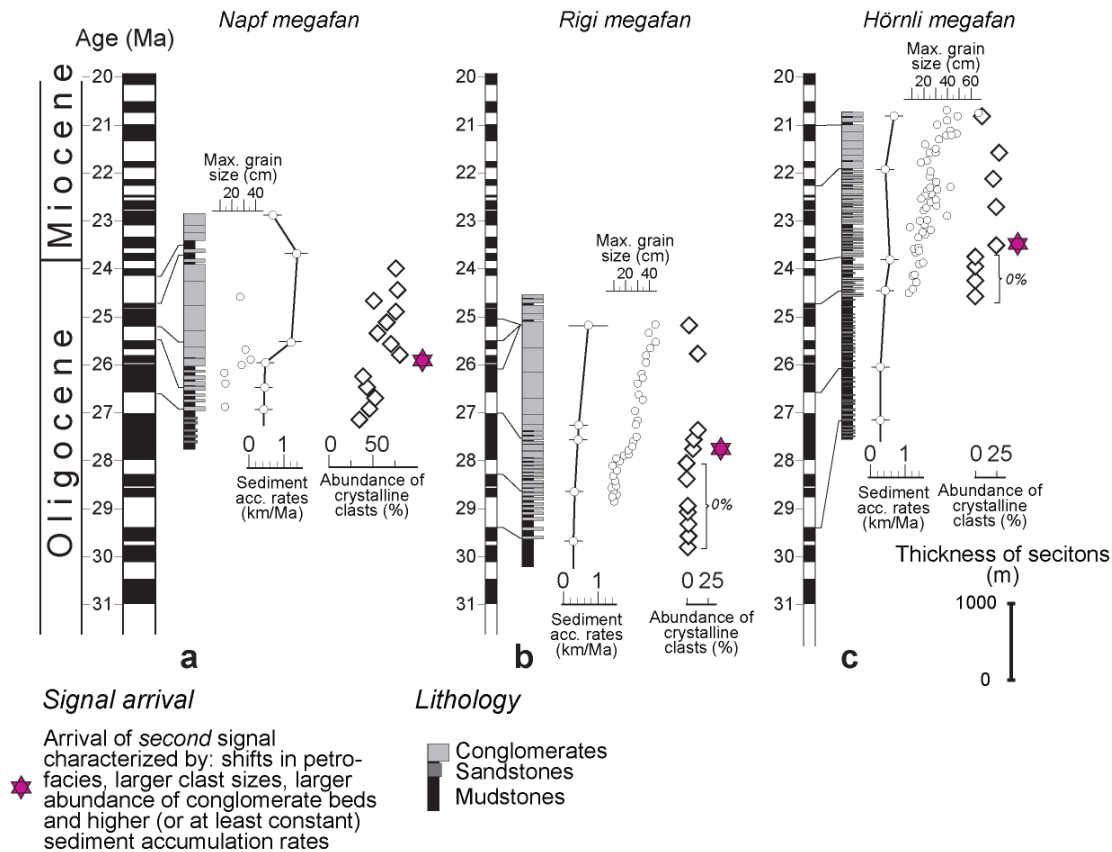 Napf megafan
Rigi megafan
Hörnli megafan
Age (Ma)
Miocene
Oligocene
20
21
22
23
24
25
26
27
28
29
30
31
Max. grain
size (cm)
20 40
0 1
Sediment
acc. rates
(km/Ma)
0 50
Abundance of
crystalline
clasts (%)
a
20
21
22
23
24
25
26
27
28
29
30
31
Max. grain
size (cm)
20 40
0%
0 1
Sediment
acc. rates
(km/Ma)
0 25
Abundance of
crystalline
clasts (%)
b
20
21
22
23
24
25
26
27
28
29
30
31
Max. grain
size (cm)
20 40 60
0%
0 1
Sediment
acc. rates
(km/Ma)
0 25
Abundance of
crystalline
clasts (%)
c
Thickness of secitons
(m)
1000
0
Signal arrival
Arrival of second signal
characterized by: shifts in petro-
facies, larger clast sizes, larger
abundance of conglomerate beds
and higher (or at least constant)
sediment accumulation rates
Lithology
Conglomerates
Sandstones
Mudstones